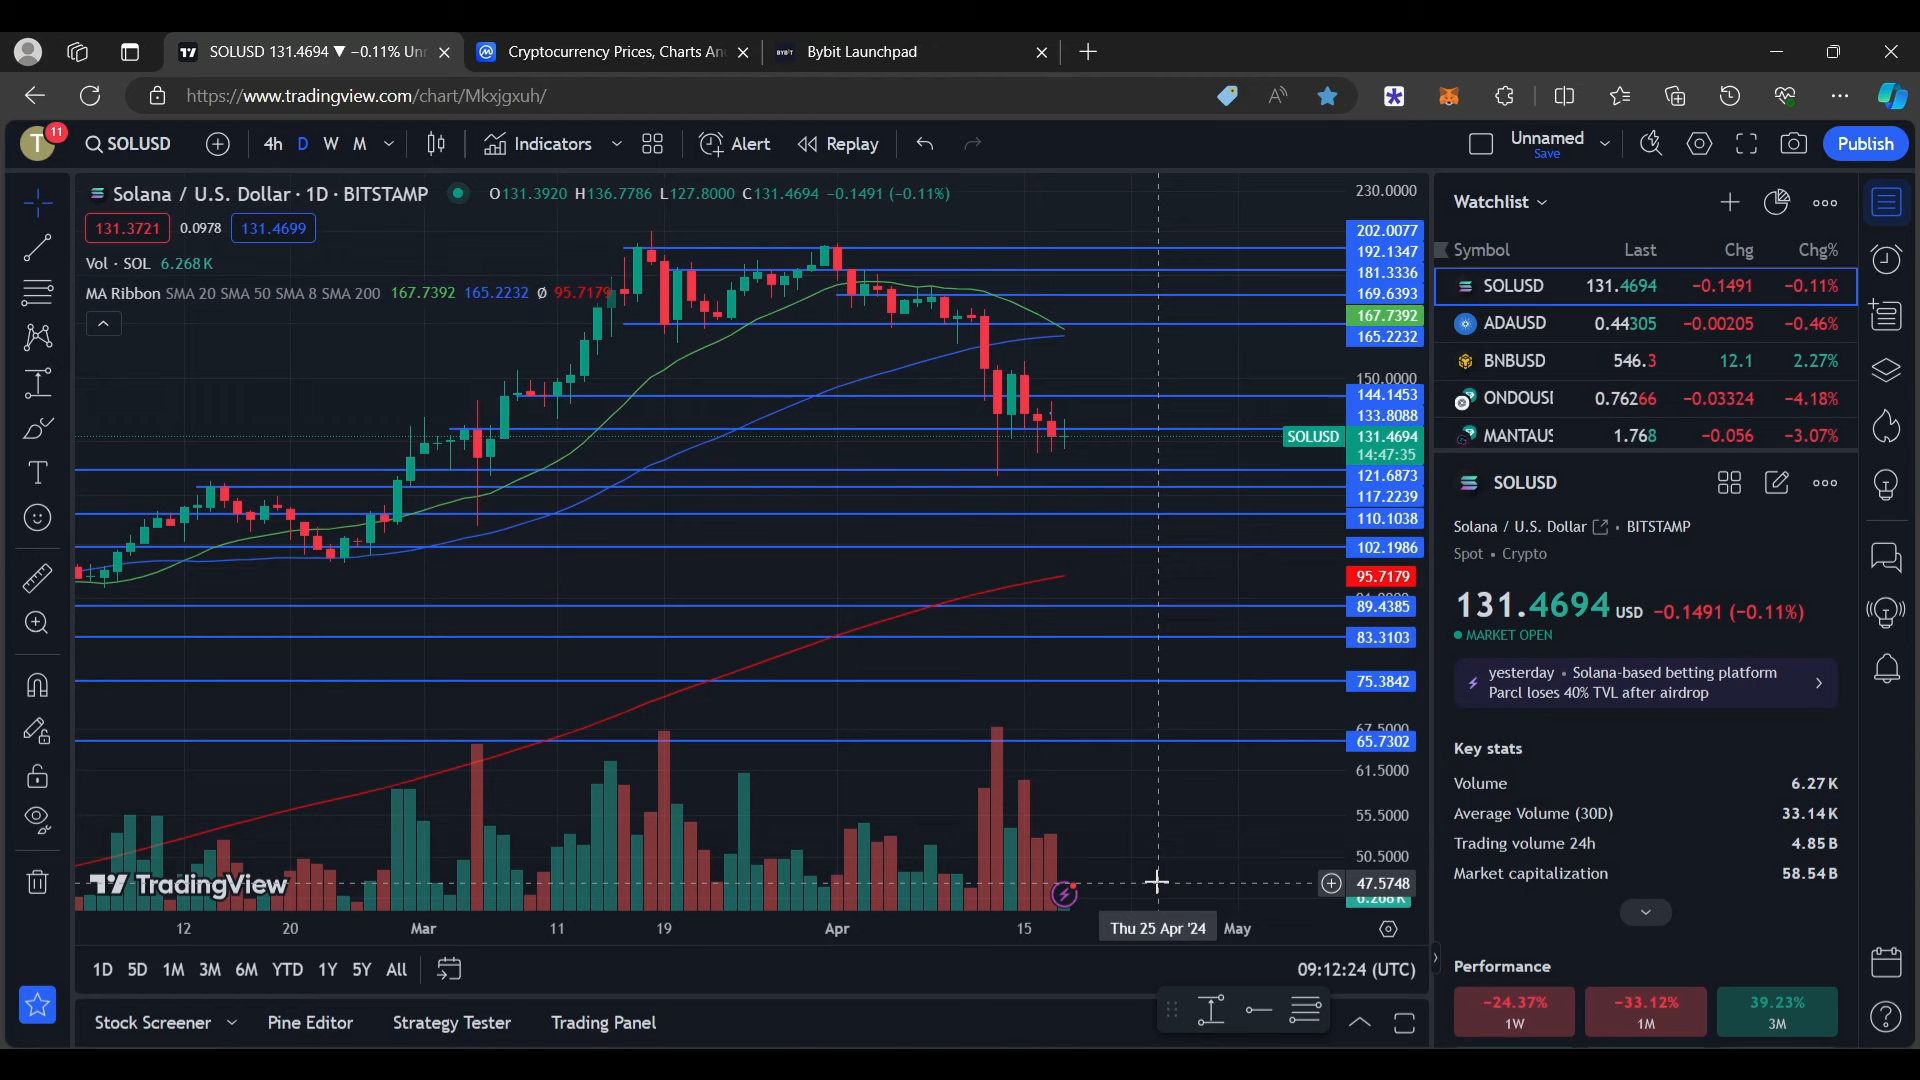 SOLUSD 131.4694 ▼ −0.11% Un
Cryptocurrency Prices, Charts An
BYBIT Bybit Launchpad
https://www.tradingview.com/chart/Mkxjgxuh/
T 11 SOLUSD 4h D W M Indicators Alert Replay Unnamed Save Publish
Solana / U.S. Dollar · 1D · BITSTAMP O131.3920 H136.7786 L127.8000 C131.4694 −0.1491 (−0.11%)
131.3721 0.0978 131.4699
Vol · SOL 6.268K
MA Ribbon SMA 20 SMA 50 SMA 8 SMA 200 167.7392 165.2232 Ø 95.7179
230.0000
202.0077
192.1347
181.3336
169.6393
167.7392
165.2232
150.0000
144.1453
133.8088
SOLUSD 131.4694
14:47:35
121.6873
117.2239
110.1038
102.1986
95.7179
89.4385
83.3103
75.3842
67.5000
65.7302
61.5000
55.5000
50.5000
47.5748
6.268K
TradingView
12 20 Mar 11 19 Apr 15 Thu 25 Apr '24 May
1D 5D 1M 3M 6M YTD 1Y 5Y All 09:12:24 (UTC)
Stock Screener Pine Editor Strategy Tester Trading Panel
Watchlist
Symbol Last Chg Chg%
SOLUSD 131.4694 −0.1491 −0.11%
ADAUSD 0.44305 −0.00205 −0.46%
BNBUSD 546.3 12.1 2.27%
ONDOUSI 0.76266 −0.03324 −4.18%
MANTAUS 1.768 −0.056 −3.07%
SOLUSD
Solana / U.S. Dollar • BITSTAMP
Spot • Crypto
131.4694 USD −0.1491 (−0.11%)
MARKET OPEN
yesterday • Solana-based betting platform
Parcl loses 40% TVL after airdrop
Key stats
Volume 6.27K
Average Volume (30D) 33.14K
Trading volume 24h 4.85B
Market capitalization 58.54B
Performance
−24.37% −33.12% 39.23%
1W 1M 3M